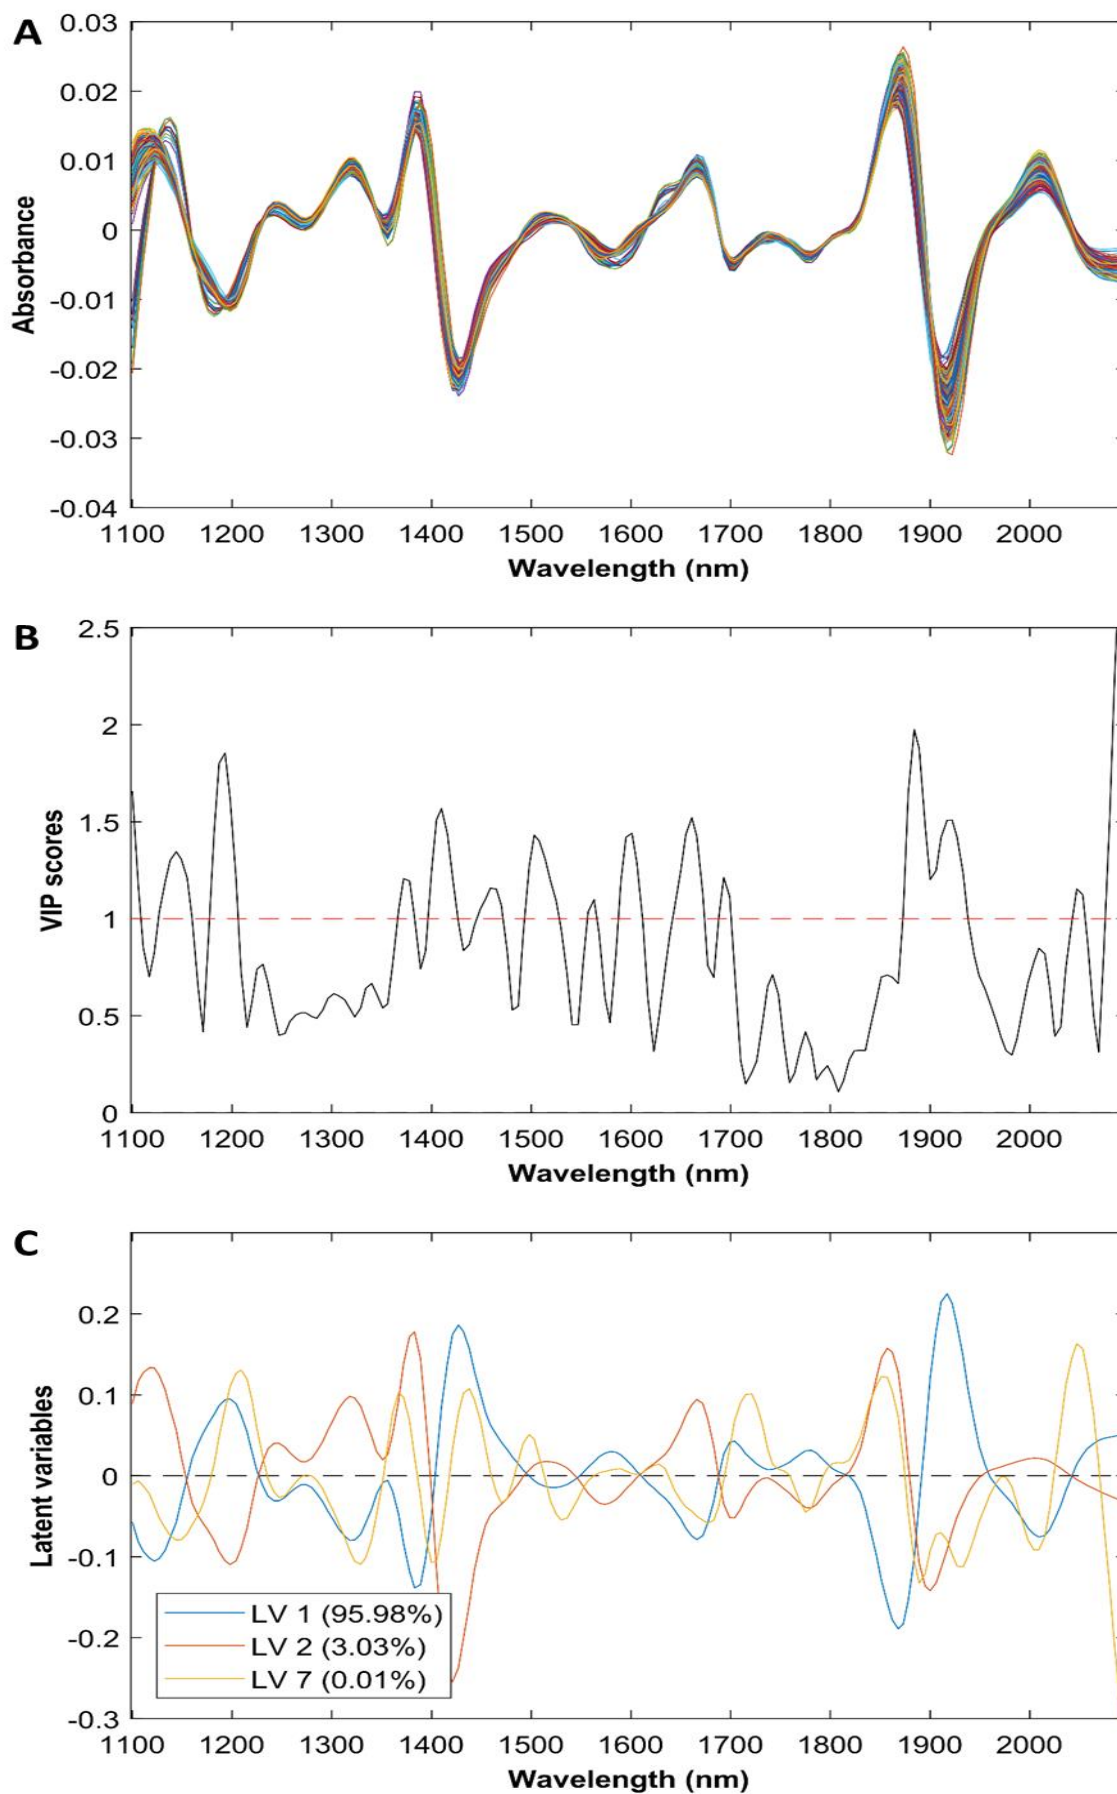 A
0.03
0.02
0.01
0
-0.01
-0.02
-0.03
-0.04
Absorbance
1100 1200 1300 1400 1500 1600 1700 1800 1900 2000
Wavelength (nm)
B
2.5
2
1.5
1
0.5
0
VIP scores
1100 1200 1300 1400 1500 1600 1700 1800 1900 2000
Wavelength (nm)
C
0.2
0.1
0
-0.1
-0.2
-0.3
Latent variables
LV 1 (95.98%)
LV 2 (3.03%)
LV 7 (0.01%)
1100 1200 1300 1400 1500 1600 1700 1800 1900 2000
Wavelength (nm)